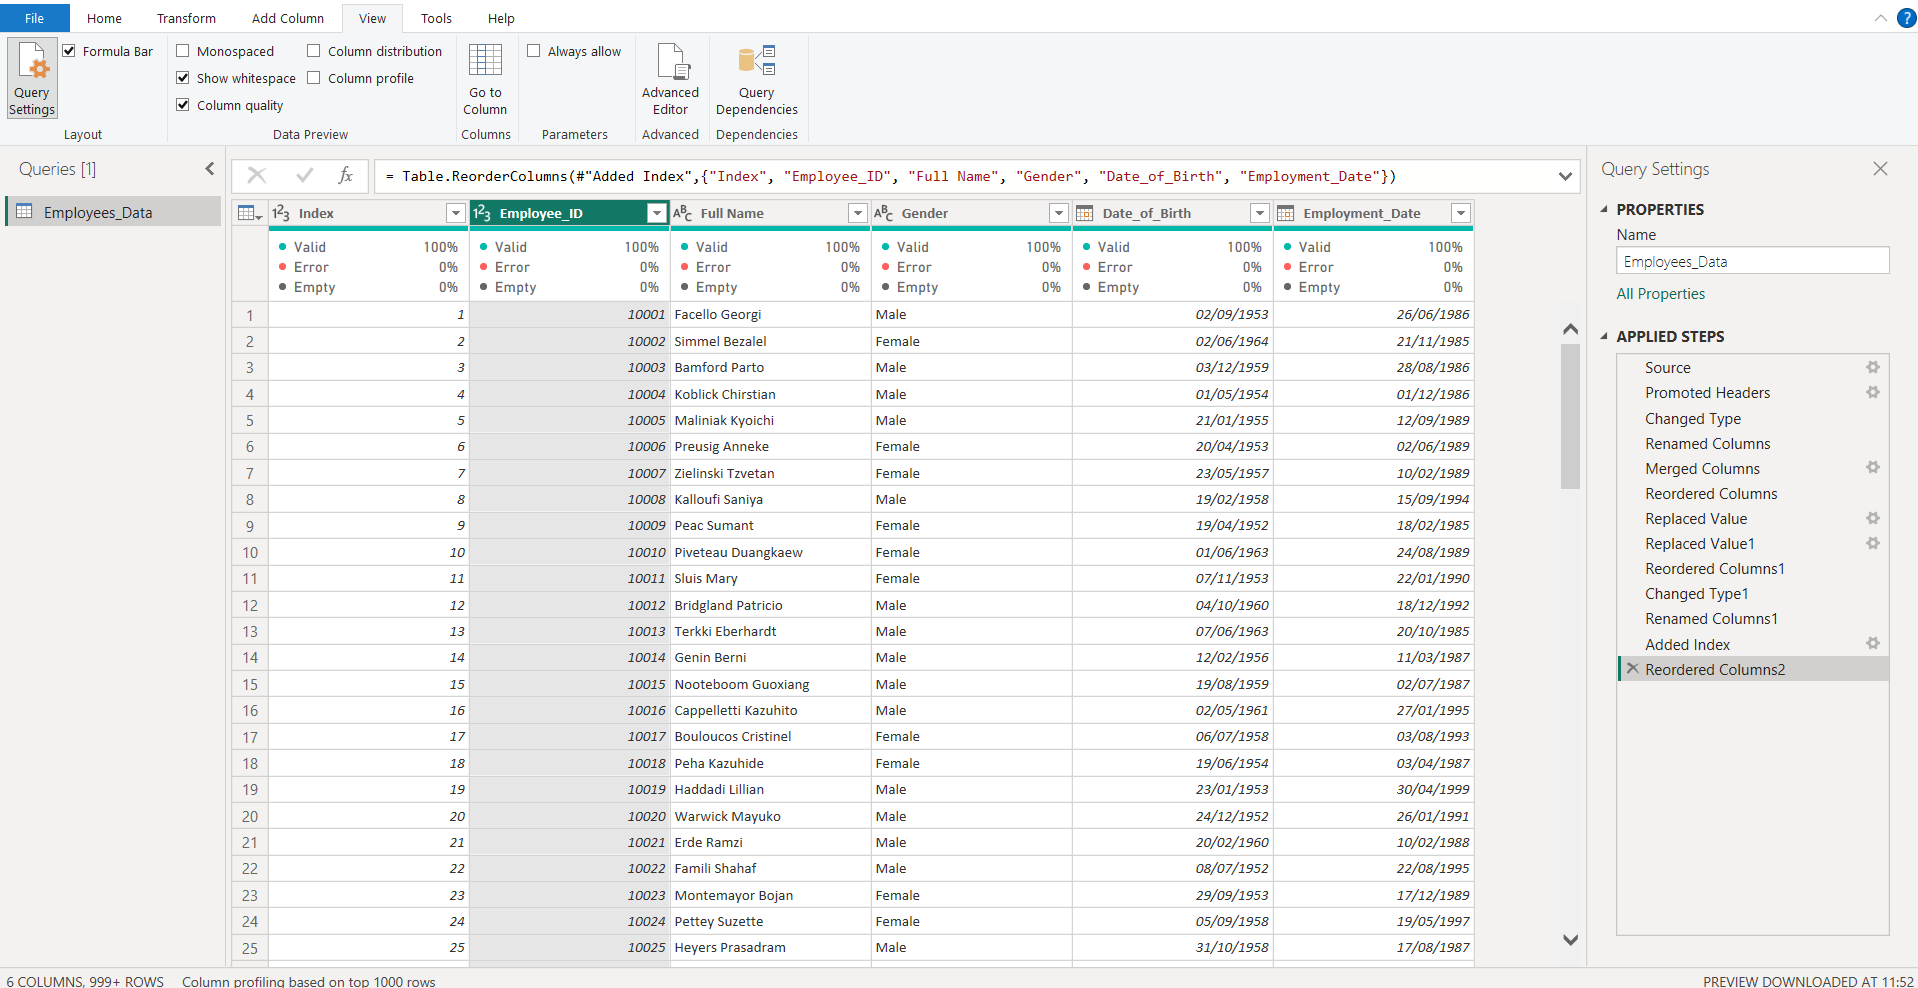 File Home Transform Add Column View Tools Help ?
Query Settings
Formula Bar
Layout
Monospaced Column distribution
Show whitespace Column profile
Column quality
Data Preview
Go to Column
Columns
Always allow
Parameters
Advanced Editor
Advanced
Query Dependencies
Dependencies
Queries [1]
Employees_Data
fx = Table.ReorderColumns(#"Added Index",{"Index", "Employee_ID", "Full Name", "Gender", "Date_of_Birth", "Employment_Date"})
123 Index 123 Employee_ID ABC Full Name ABC Gender Date_of_Birth Employment_Date
Valid 100% Valid 100% Valid 100% Valid 100% Valid 100% Valid 100%
Error 0% Error 0% Error 0% Error 0% Error 0% Error 0%
Empty 0% Empty 0% Empty 0% Empty 0% Empty 0% Empty 0%
1 1 10001 Facello Georgi Male 02/09/1953 26/06/1986
2 2 10002 Simmel Bezalel Female 02/06/1964 21/11/1985
3 3 10003 Bamford Parto Male 03/12/1959 28/08/1986
4 4 10004 Koblick Chirstian Male 01/05/1954 01/12/1986
5 5 10005 Maliniak Kyoichi Male 21/01/1955 12/09/1989
6 6 10006 Preusig Anneke Female 20/04/1953 02/06/1989
7 7 10007 Zielinski Tzvetan Female 23/05/1957 10/02/1989
8 8 10008 Kalloufi Saniya Male 19/02/1958 15/09/1994
9 9 10009 Peac Sumant Female 19/04/1952 18/02/1985
10 10 10010 Piveteau Duangkaew Female 01/06/1963 24/08/1989
11 11 10011 Sluis Mary Female 07/11/1953 22/01/1990
12 12 10012 Bridgland Patricio Male 04/10/1960 18/12/1992
13 13 10013 Terkki Eberhardt Male 07/06/1963 20/10/1985
14 14 10014 Genin Berni Male 12/02/1956 11/03/1987
15 15 10015 Nooteboom Guoxiang Male 19/08/1959 02/07/1987
16 16 10016 Cappelletti Kazuhito Male 02/05/1961 27/01/1995
17 17 10017 Bouloucos Cristinel Female 06/07/1958 03/08/1993
18 18 10018 Peha Kazuhide Female 19/06/1954 03/04/1987
19 19 10019 Haddadi Lillian Male 23/01/1953 30/04/1999
20 20 10020 Warwick Mayuko Male 24/12/1952 26/01/1991
21 21 10021 Erde Ramzi Male 20/02/1960 10/02/1988
22 22 10022 Famili Shahaf Male 08/07/1952 22/08/1995
23 23 10023 Montemayor Bojan Female 29/09/1953 17/12/1989
24 24 10024 Pettey Suzette Female 05/09/1958 19/05/1997
25 25 10025 Heyers Prasadram Male 31/10/1958 17/08/1987
Query Settings
PROPERTIES
Name
Employees_Data
All Properties
APPLIED STEPS
Source
Promoted Headers
Changed Type
Renamed Columns
Merged Columns
Reordered Columns
Replaced Value
Replaced Value1
Reordered Columns1
Changed Type1
Renamed Columns1
Added Index
Reordered Columns2
6 COLUMNS, 999+ ROWS Column profiling based on top 1000 rows PREVIEW DOWNLOADED AT 11:52